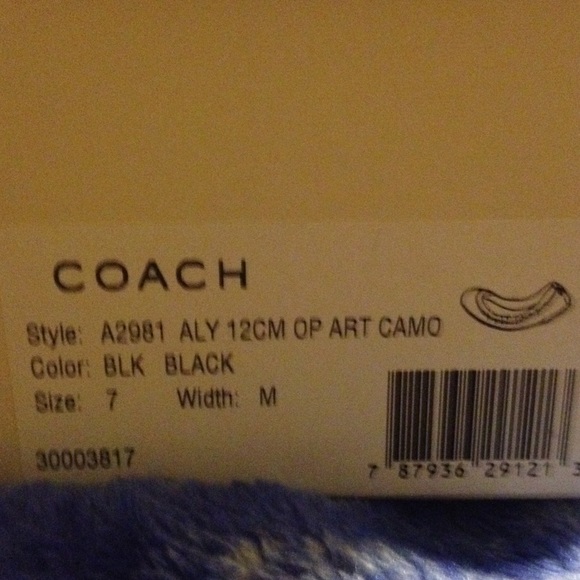 COACH
Style: A2981 ALY 12CM OP ART CAMO
Color: BLK BLACK
Size: 7 Width: M
30003817
7 87936 29121 3